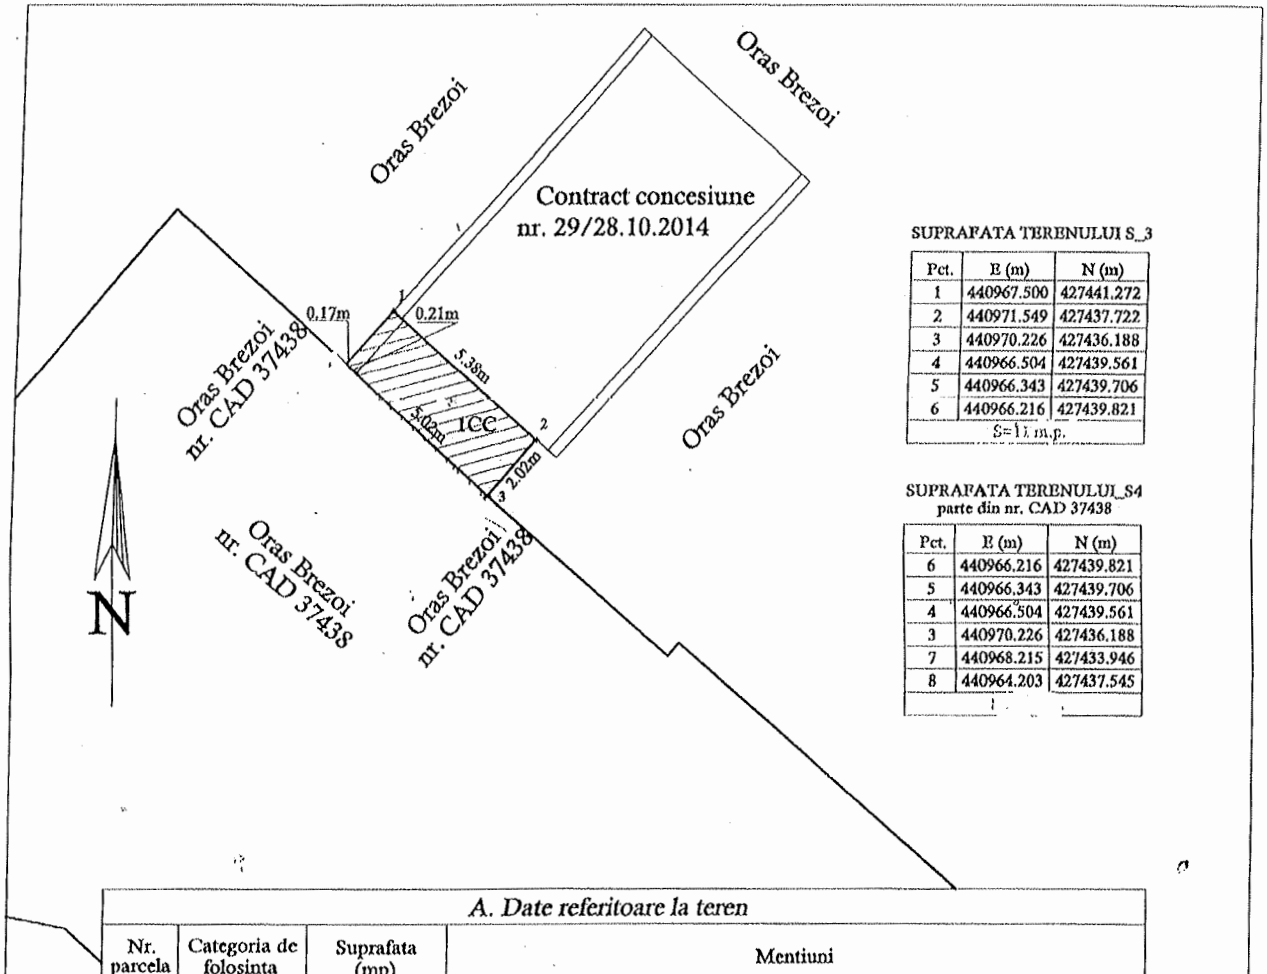 Oras Brezoi
Oras Brezoi
Contract concesiune
nr. 29/28.10.2014
SUPRAFATA TERENULUI S_3
Pct. E (m) N (m)
1 440967.500 427441.272
2 440971.549 427437.722
3 440970.226 427436.188
4 440966.504 427439.561
5 440966.343 427439.706
6 440966.216 427439.821
S=11 m.p.
1
0.17m
0.21m
5.38m
5.02m
1CC
2
2.02m
3
Oras Brezoi
nr. CAD 37438
Oras Brezoi
SUPRAFATA TERENULUI_S4
parte din nr. CAD 37438
Pct. E (m) N (m)
6 440966.216 427439.821
5 440966.343 427439.706
4 440966.504 427439.561
3 440970.226 427436.188
7 440968.215 427433.946
8 440964.203 427437.545
Oras Brezoi
nr. CAD 37438
Oras Brezoi
nr. CAD 37438
N
A. Date referitoare la teren
Nr.
parcela
Categoria de
folosinta
Suprafata
(mp)
Mentiuni